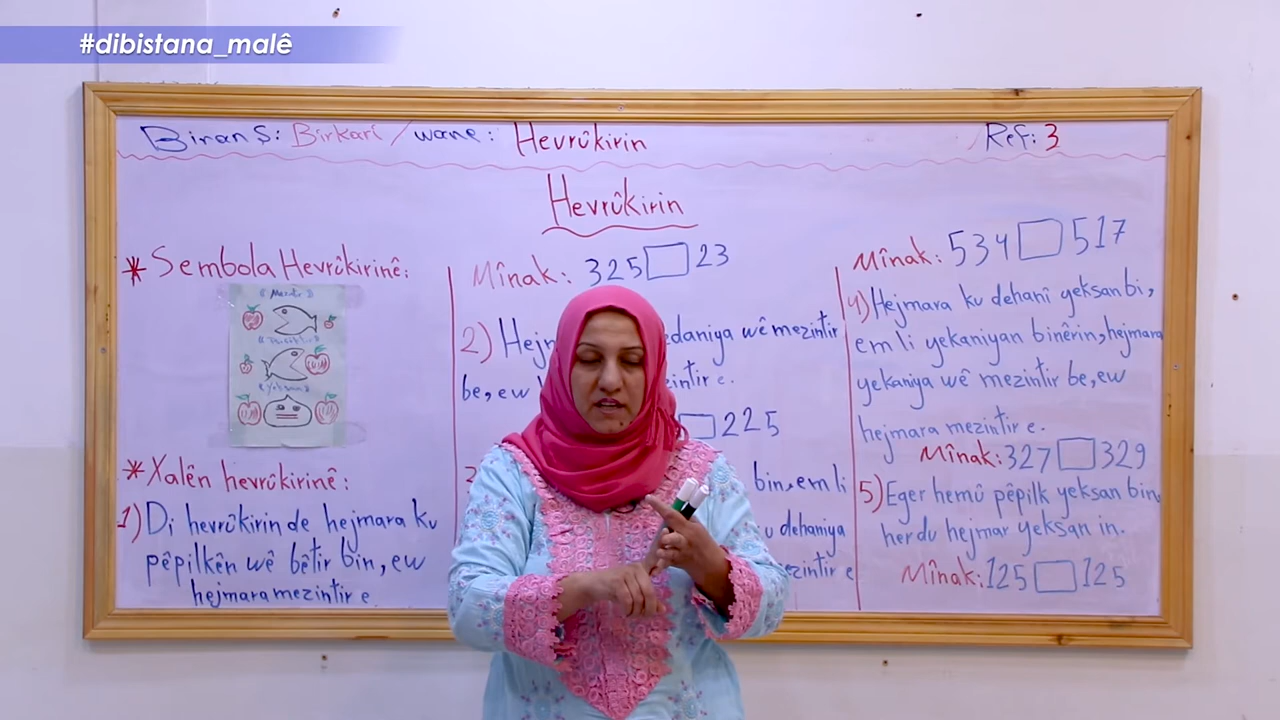 #dibistana_malê
Biranş: Birkarî / wane: Hevrûkirin
Ref: 3
Hevrûkirin
* Sembola Hevrûkirinê:
(( Mezintir ))
* Xalên hevrûkirinê:
1) Di hevrûkirin de hejmara ku
pêpilkên wê bêtir bin, ew
hejmara mezintir e
Mînak: 325 □ 23
2) Hejm edaniya wê mezintir
be, ew zintir e.
□ 225
bin, em li
u dehaniya
ezintir e
Mînak: 534 □ 517
4) Hejmara ku dehanî yeksan bi,
em li yekaniyan binêrin, hejmara
yekaniya wê mezintir be, ew
hejmara mezintir e.
Mînak: 327 □ 329
5) Eger hemû pêpilk yeksan bin,
herdu hejmar yeksan in.
Mînak: 125 □ 125